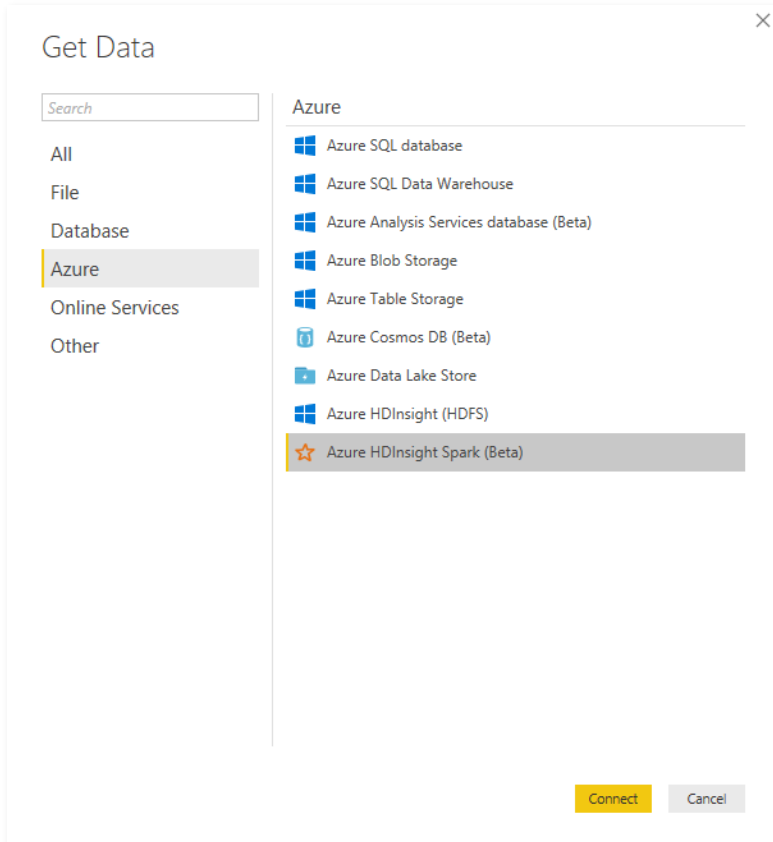 Get Data
Search
All
File
Database
Azure
Online Services
Other
Azure
Azure SQL database
Azure SQL Data Warehouse
Azure Analysis Services database (Beta)
Azure Blob Storage
Azure Table Storage
Azure Cosmos DB (Beta)
Azure Data Lake Store
Azure HDInsight (HDFS)
Azure HDInsight Spark (Beta)
Connect
Cancel